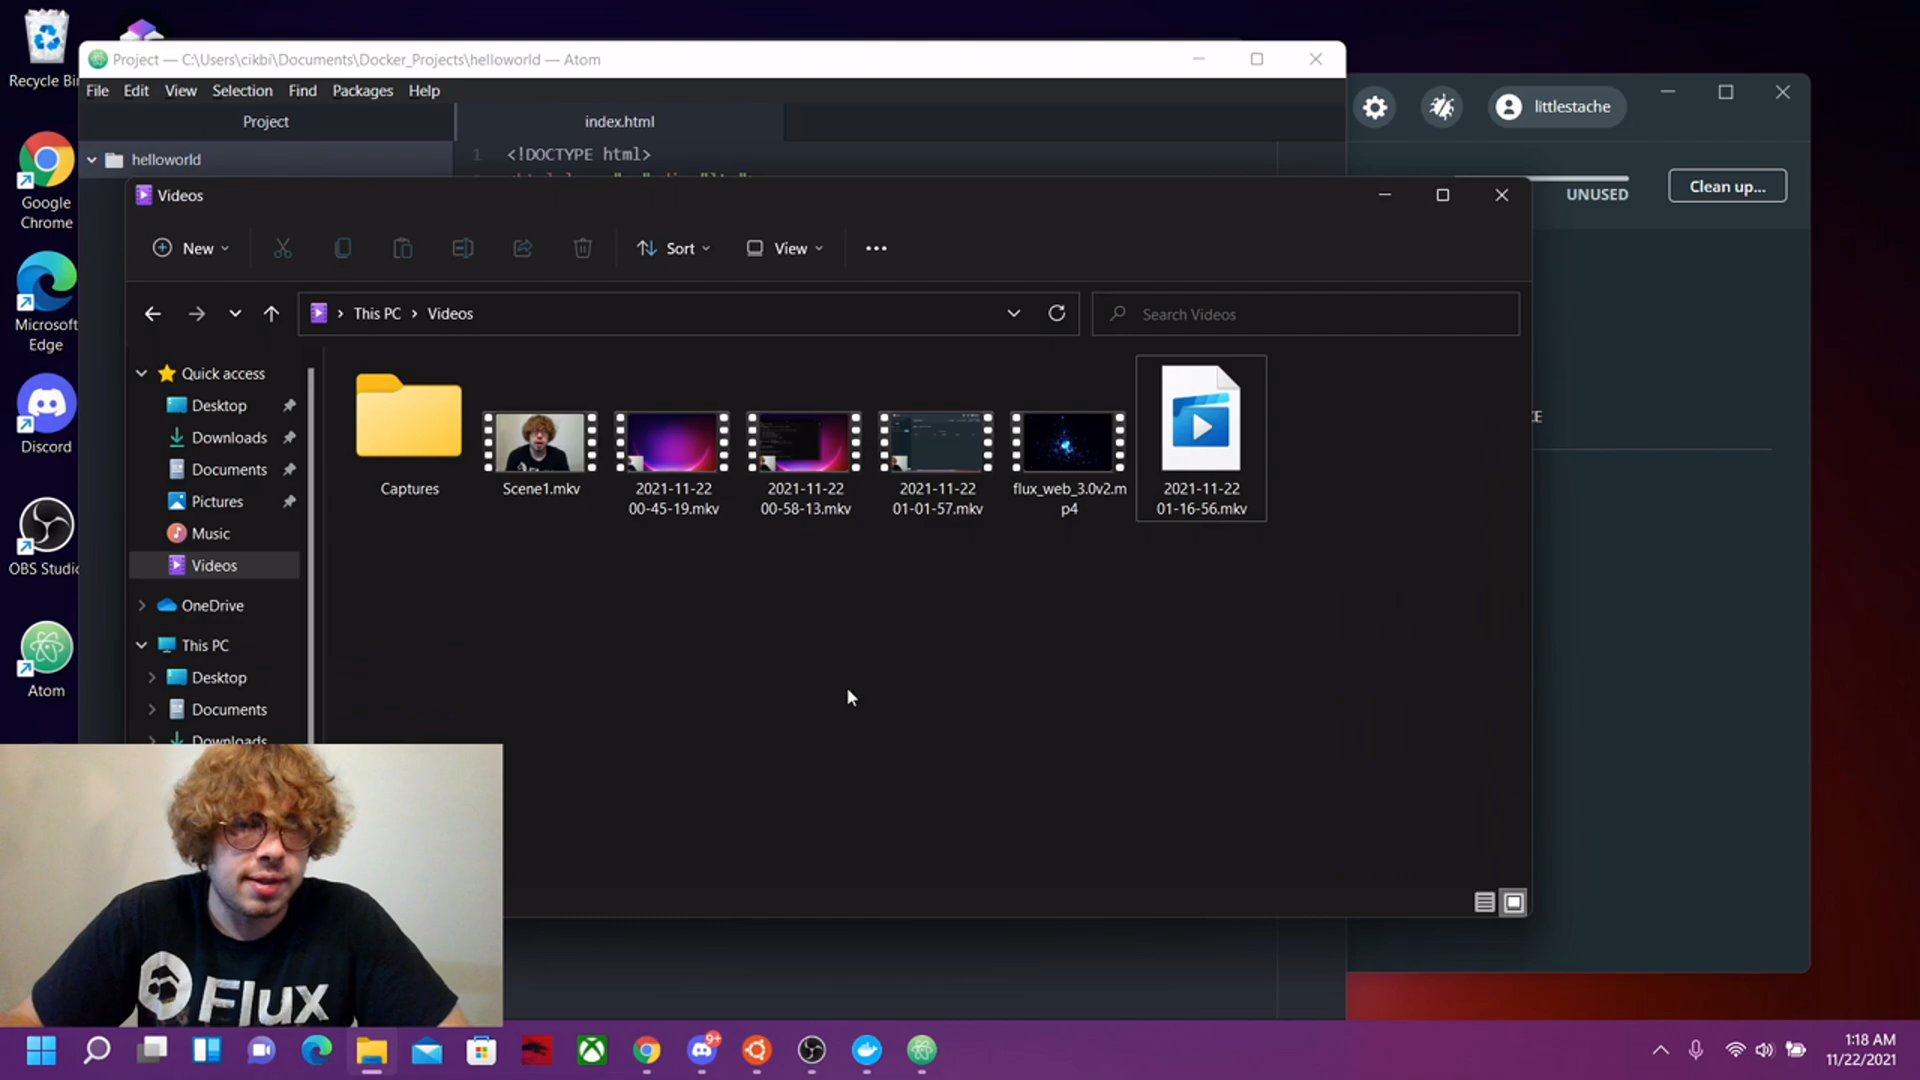 Recycle Bin
Project — C:\Users\cikbi\Documents\Docker_Projects\helloworld — Atom
File Edit View Selection Find Packages Help
Project
index.html
helloworld
1 <!DOCTYPE html>
littlestache
UNUSED
Clean up...
Google
Chrome
Microsoft
Edge
Discord
OBS Studio
Atom
Videos
New
Sort
View
This PC
Videos
Search Videos
Quick access
Desktop
Downloads
Documents
Pictures
Music
Videos
OneDrive
This PC
Desktop
Documents
Downloads
Captures
Scene1.mkv
2021-11-22
00-45-19.mkv
2021-11-22
00-58-13.mkv
2021-11-22
01-01-57.mkv
flux_web_3.0v2.m
p4
2021-11-22
01-16-56.mkv
Flux
9+
1:18 AM
11/22/2021